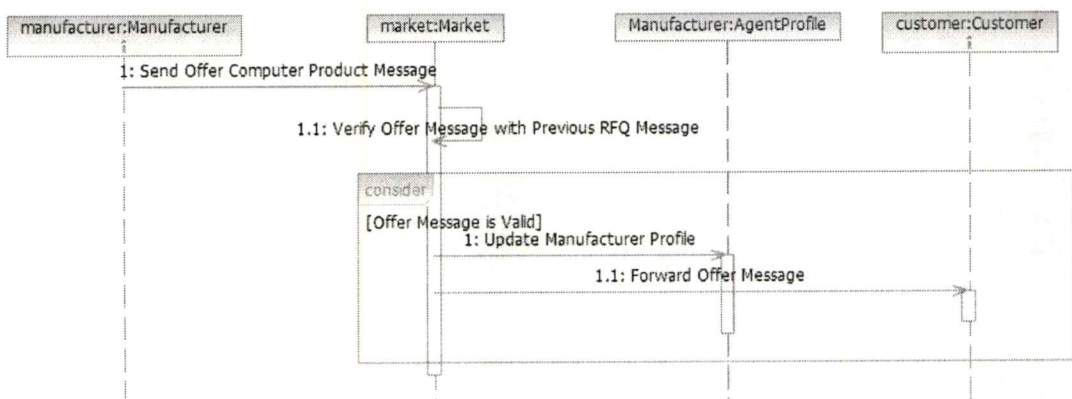 manufacturer:Manufacturer market:Market Manufacturer:AgentProfile customer:Customer
1: Send Offer Computer Product Message
1.1: Verify Offer Message with Previous RFQ Message
consider
[Offer Message is Valid]
1: Update Manufacturer Profile
1.1: Forward Offer Message